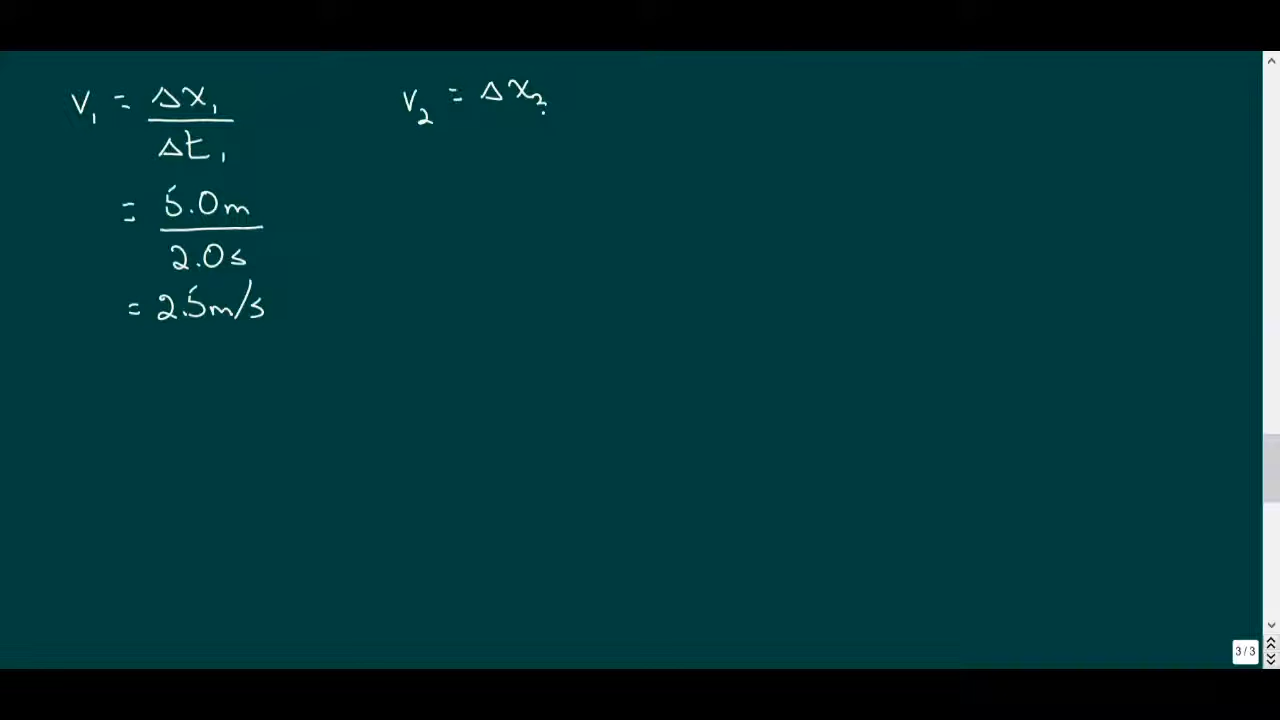 V₁ = Δx₁
Δt₁
= 5.0m
2.0s
= 2.5m/s
V₂ = Δx₂
3 / 3